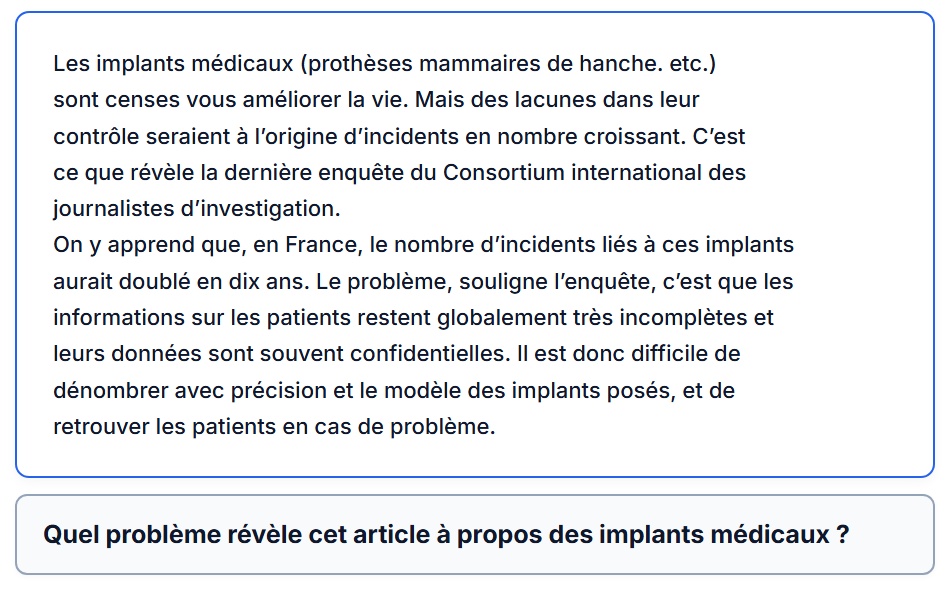 Les implants médicaux (prothèses mammaires de hanche. etc.)
sont censes vous améliorer la vie. Mais des lacunes dans leur
contrôle seraient à l’origine d’incidents en nombre croissant. C’est
ce que révèle la dernière enquête du Consortium international des
journalistes d’investigation.
On y apprend que, en France, le nombre d’incidents liés à ces implants
aurait doublé en dix ans. Le problème, souligne l’enquête, c’est que les
informations sur les patients restent globalement très incomplètes et
leurs données sont souvent confidentielles. Il est donc difficile de
dénombrer avec précision et le modèle des implants posés, et de
retrouver les patients en cas de problème.
Quel problème révèle cet article à propos des implants médicaux ?